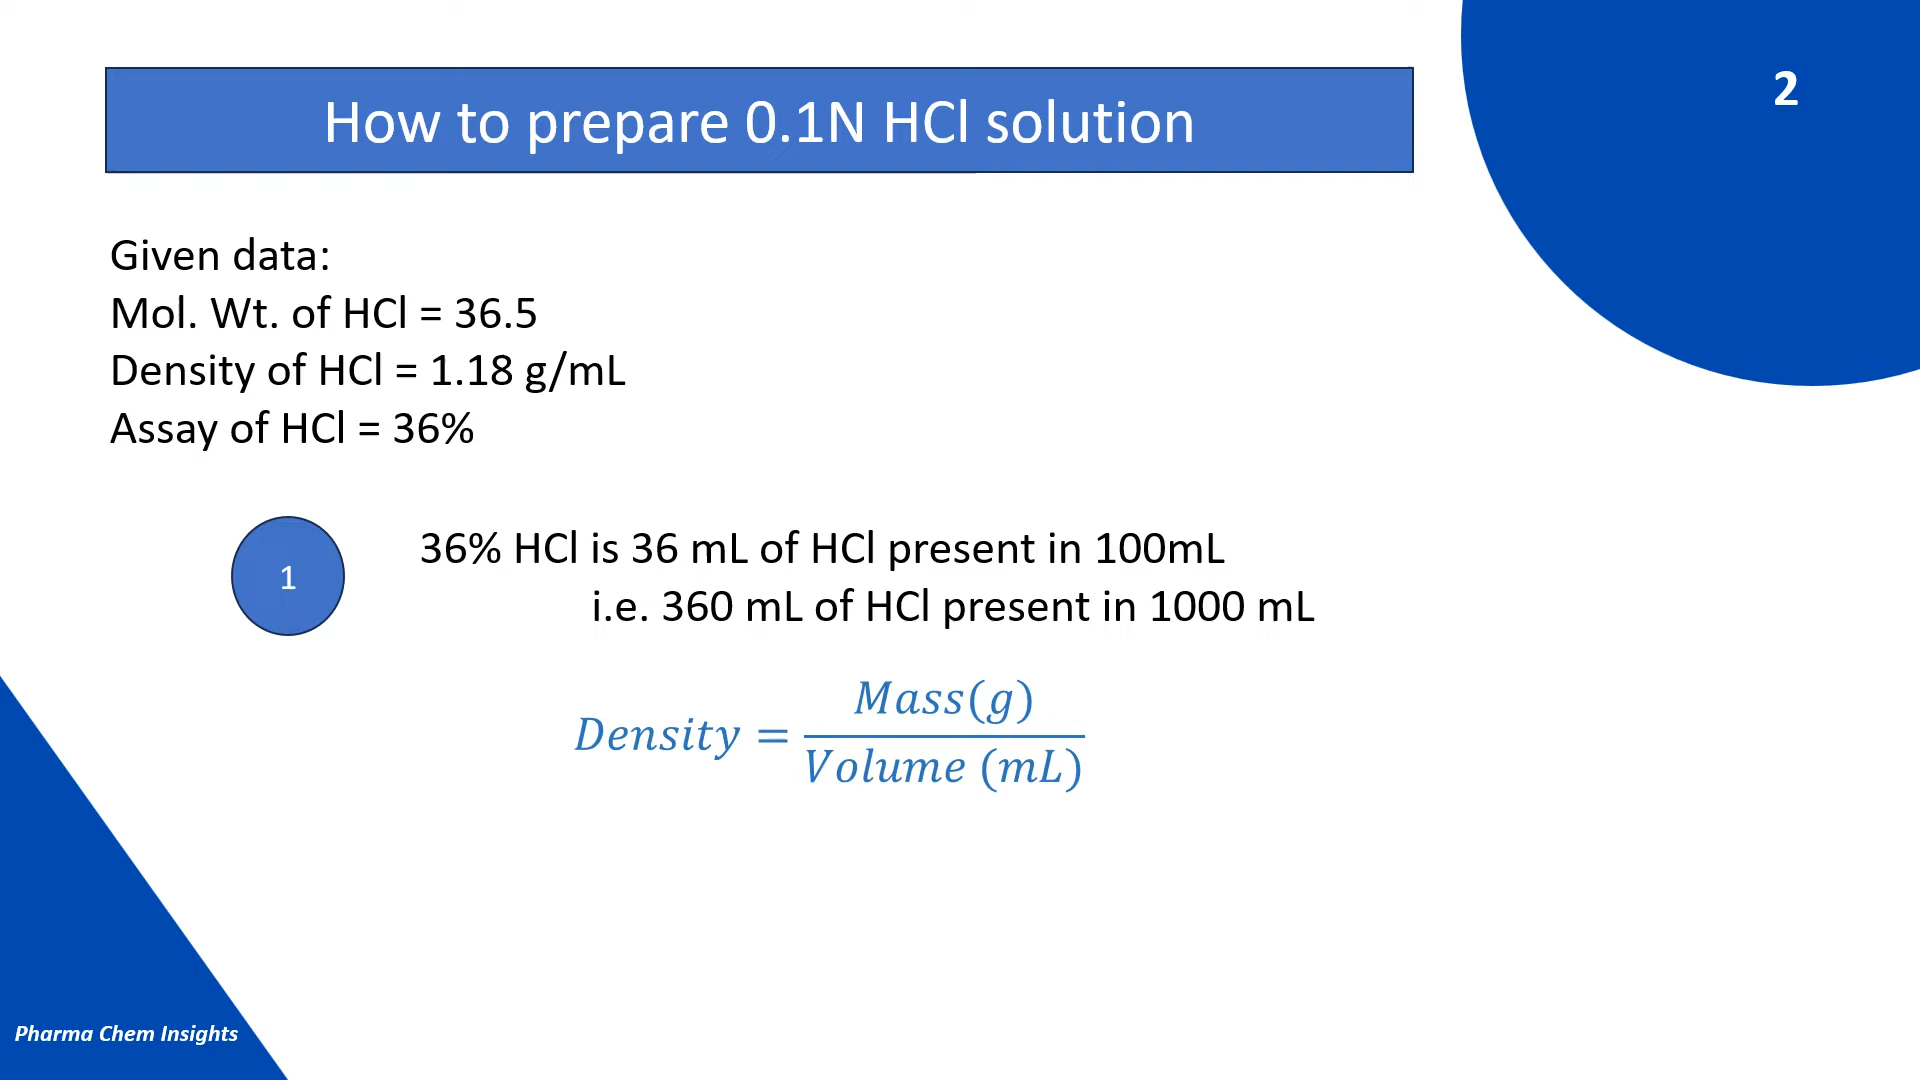 2
How to prepare 0.1N HCl solution
Given data:
Mol. Wt. of HCl = 36.5
Density of HCl = 1.18 g/mL
Assay of HCl = 36%
1
36% HCl is 36 mL of HCl present in 100mL
i.e. 360 mL of HCl present in 1000 mL
Density = Mass(g) / Volume (mL)
Pharma Chem Insights